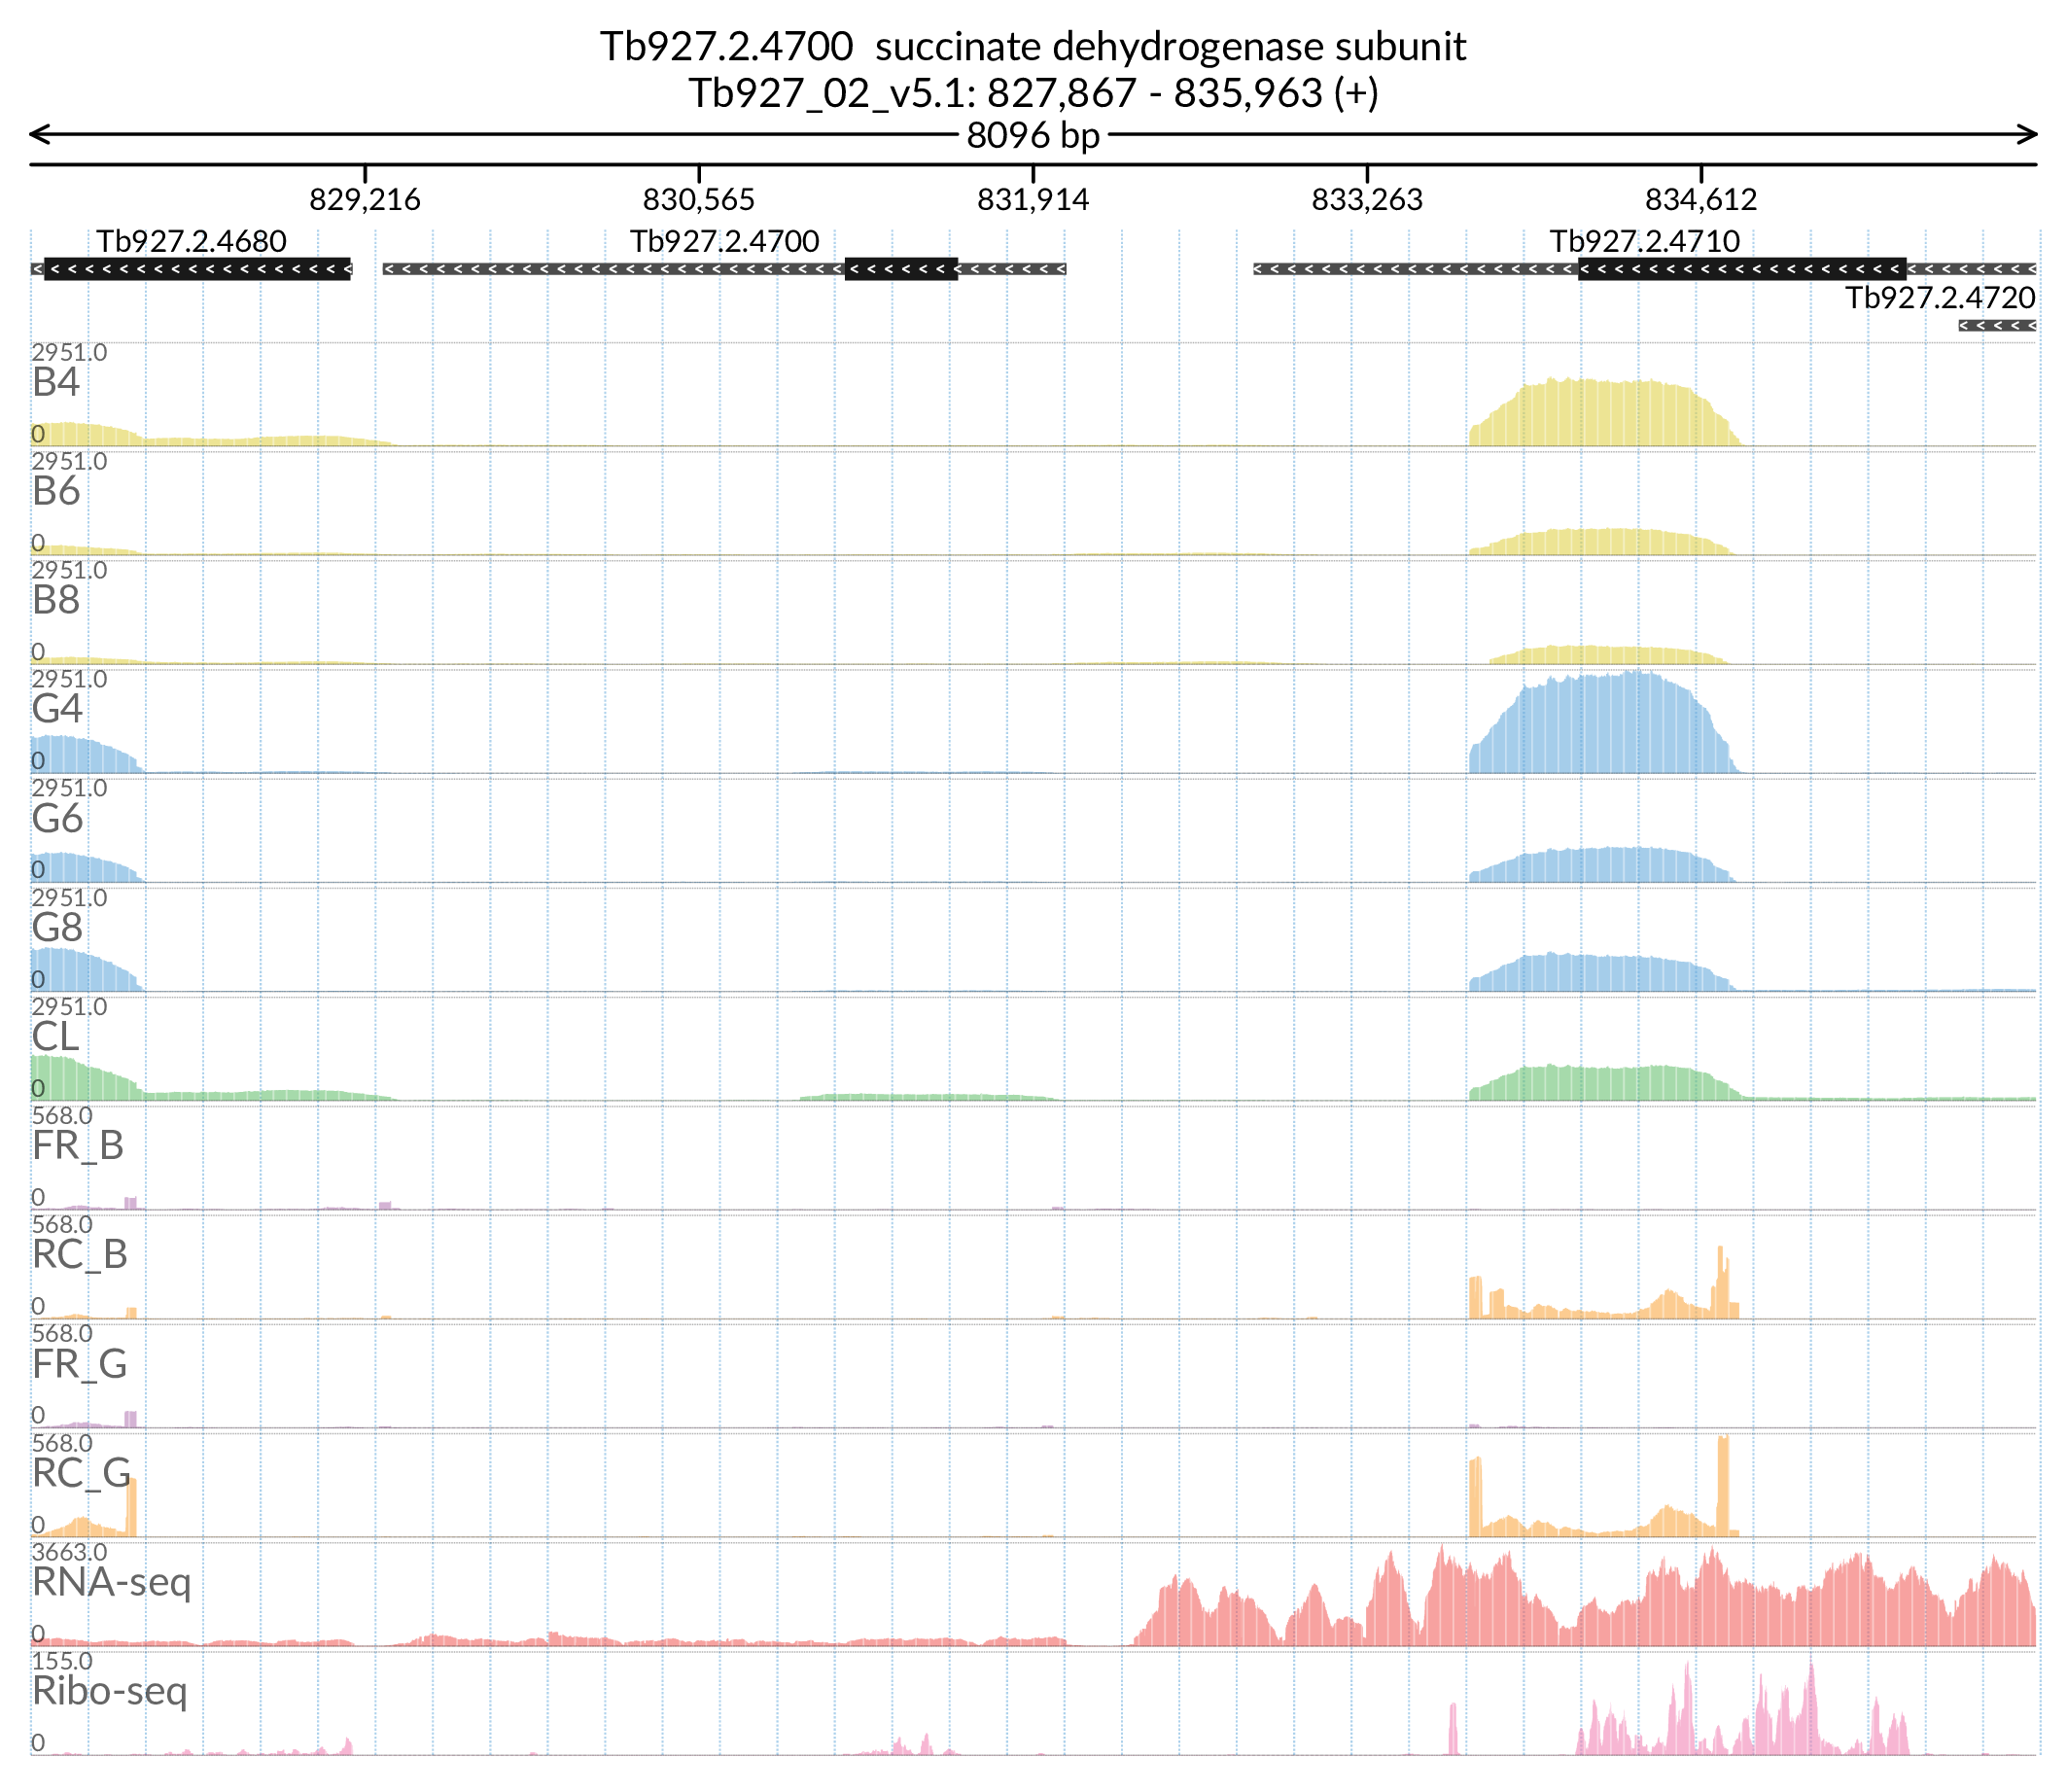 Tb927.2.4700  succinate dehydrogenase subunit
Tb927_02_v5.1: 827,867 - 835,963 (+)
8096 bp
829,216 830,565 831,914 833,263 834,612
Tb927.2.4680 Tb927.2.4700 Tb927.2.4710
Tb927.2.4720
2951.0
B4
0
2951.0
B6
0
2951.0
B8
0
2951.0
G4
0
2951.0
G6
0
2951.0
G8
0
2951.0
CL
0
568.0
FR_B
0
568.0
RC_B
0
568.0
FR_G
0
568.0
RC_G
0
3663.0
RNA-seq
0
155.0
Ribo-seq
0